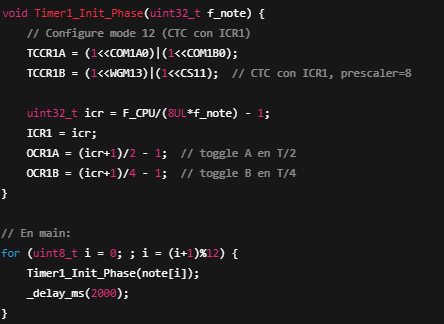 void Timer1_Init_Phase(uint32_t f_note) {
// Configure mode 12 (CTC con ICR1)
TCCR1A = (1<<COM1A0)|(1<<COM1B0);
TCCR1B = (1<<WGM13)|(1<<CS11);  // CTC con ICR1, prescaler=8
uint32_t icr = F_CPU/(8UL*f_note) - 1;
ICR1 = icr;
OCR1A = (icr+1)/2 - 1;  // toggle A en T/2
OCR1B = (icr+1)/4 - 1;  // toggle B en T/4
}
// En main:
for (uint8_t i = 0; ; i = (i+1)%12) {
Timer1_Init_Phase(note[i]);
_delay_ms(2000);
}